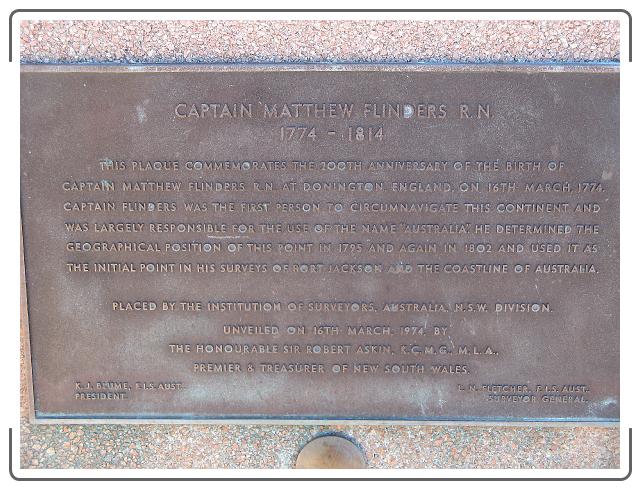 CAPTAIN MATTHEW FLINDERS R.N.
1774 - 1814
THIS PLAQUE COMMEMORATES THE 200TH ANNIVERSARY OF THE BIRTH OF
CAPTAIN MATTHEW FLINDERS R.N. AT DONINGTON, ENGLAND, ON 16TH MARCH, 1774.
CAPTAIN FLINDERS WAS THE FIRST PERSON TO CIRCUMNAVIGATE THIS CONTINENT AND
WAS LARGELY RESPONSIBLE FOR THE USE OF THE NAME "AUSTRALIA". HE DETERMINED THE
GEOGRAPHICAL POSITION OF THIS POINT IN 1795 AND AGAIN IN 1802 AND USED IT AS
THE INITIAL POINT IN HIS SURVEYS OF PORT JACKSON AND THE COASTLINE OF AUSTRALIA.
PLACED BY THE INSTITUTION OF SURVEYORS, AUSTRALIA, N.S.W. DIVISION.
UNVEILED ON 16TH MARCH, 1974, BY
THE HONOURABLE SIR ROBERT ASKIN, K.C.M.G., M.L.A.,
PREMIER & TREASURER OF NEW SOUTH WALES.
K. J. BLUME, F.I.S. AUST.
PRESIDENT.
L. N. FLETCHER, F.I.S. AUST.
SURVEYOR GENERAL.